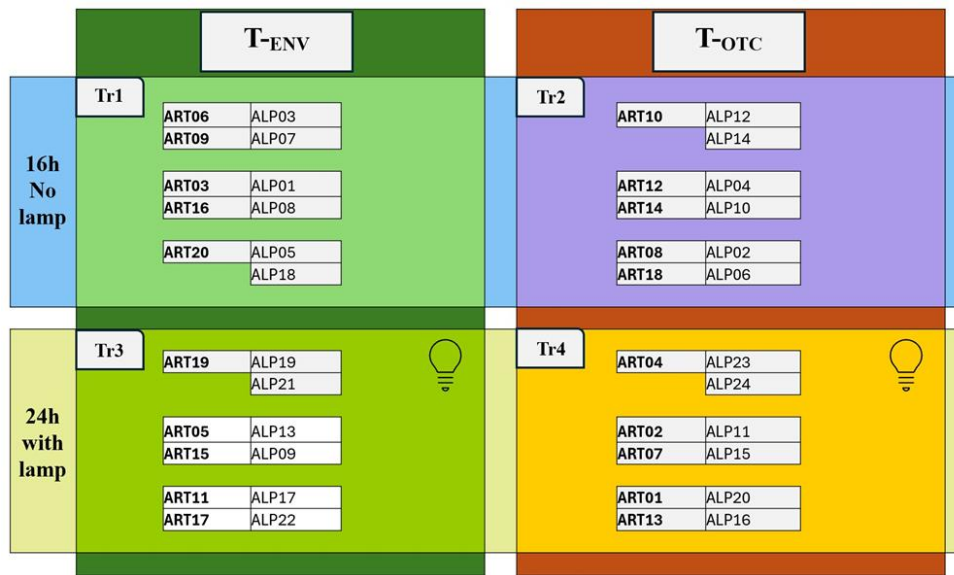 T-ENV
T-OTC
16h
No
lamp
Tr1
ART06 ALP03
ART09 ALP07
ART03 ALP01
ART16 ALP08
ART20 ALP05
ALP18
Tr2
ART10 ALP12
ALP14
ART12 ALP04
ART14 ALP10
ART08 ALP02
ART18 ALP06
24h
with
lamp
Tr3
ART19 ALP19
ALP21
ART05 ALP13
ART15 ALP09
ART11 ALP17
ART17 ALP22
Tr4
ART04 ALP23
ALP24
ART02 ALP11
ART07 ALP15
ART01 ALP20
ART13 ALP16